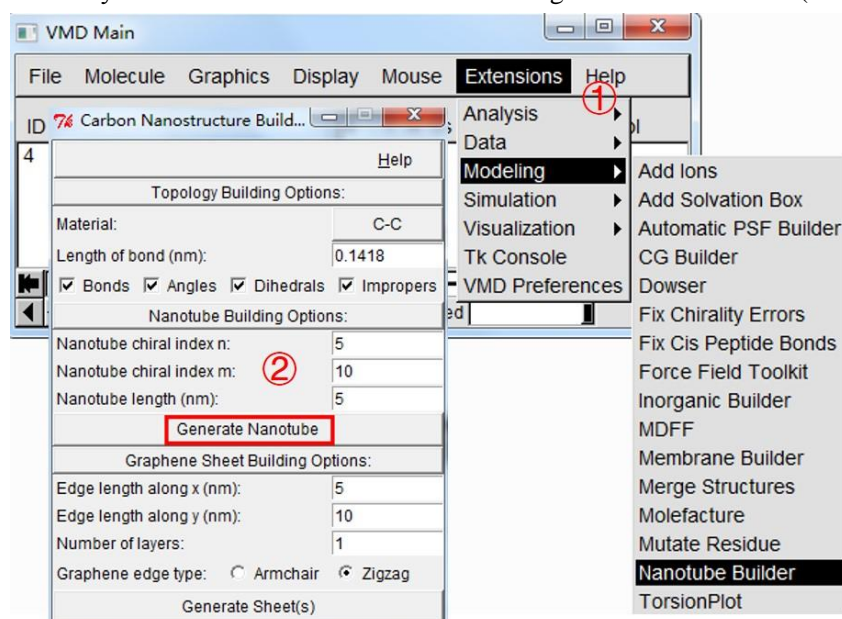 VMD Main
File Molecule Graphics Display Mouse Extensions Help
①
ID
4
7% Carbon Nanostructure Build...
Help
Topology Building Options:
Material: C-C
Length of bond (nm): 0.1418
Bonds Angles Dihedrals Impropers
Nanotube Building Options:
Nanotube chiral index n: 5
Nanotube chiral index m: 10
②
Nanotube length (nm): 5
Generate Nanotube
Graphene Sheet Building Options:
Edge length along x (nm): 5
Edge length along y (nm): 10
Number of layers: 1
Graphene edge type: Armchair Zigzag
Generate Sheet(s)
Analysis
Data
Modeling
Simulation
Visualization
Tk Console
VMD Preferences
ed
Add Ions
Add Solvation Box
Automatic PSF Builder
CG Builder
Dowser
Fix Chirality Errors
Fix Cis Peptide Bonds
Force Field Toolkit
Inorganic Builder
MDFF
Membrane Builder
Merge Structures
Molefacture
Mutate Residue
Nanotube Builder
TorsionPlot